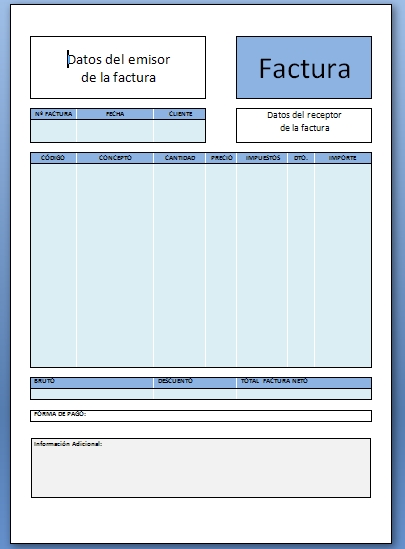 Datos del emisor
de la factura
Factura
Nº FACTURA FECHA CLIENTE
Datos del receptor
de la factura
CÓDIGO CONCEPTO CANTIDAD PRECIO IMPUESTOS DTO. IMPORTE
BRUTO DESCUENTO TOTAL FACTURA NETO
FORMA DE PAGO:
Información Adicional: